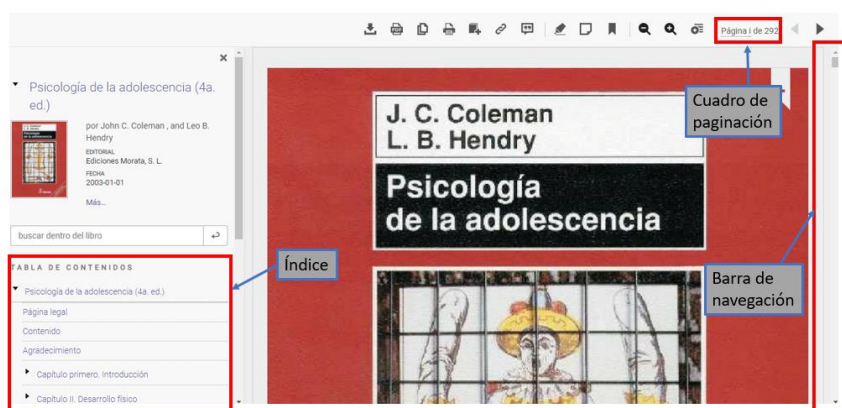 Página i de 292
Psicología de la adolescencia (4a.
ed.)
por John C. Coleman , and Leo B.
Hendry
EDITORIAL
Ediciones Morata, S. L.
FECHA
2003-01-01
Más...
buscar dentro del libro
TABLA DE CONTENIDOS
Psicología de la adolescencia (4a. ed.)
Página legal
Contenido
Agradecimiento
Capítulo primero. Introducción
Capítulo II. Desarrollo físico
Índice
J. C. Coleman
L. B. Hendry
Psicología
de la adolescencia
Cuadro de
paginación
Barra de
navegación